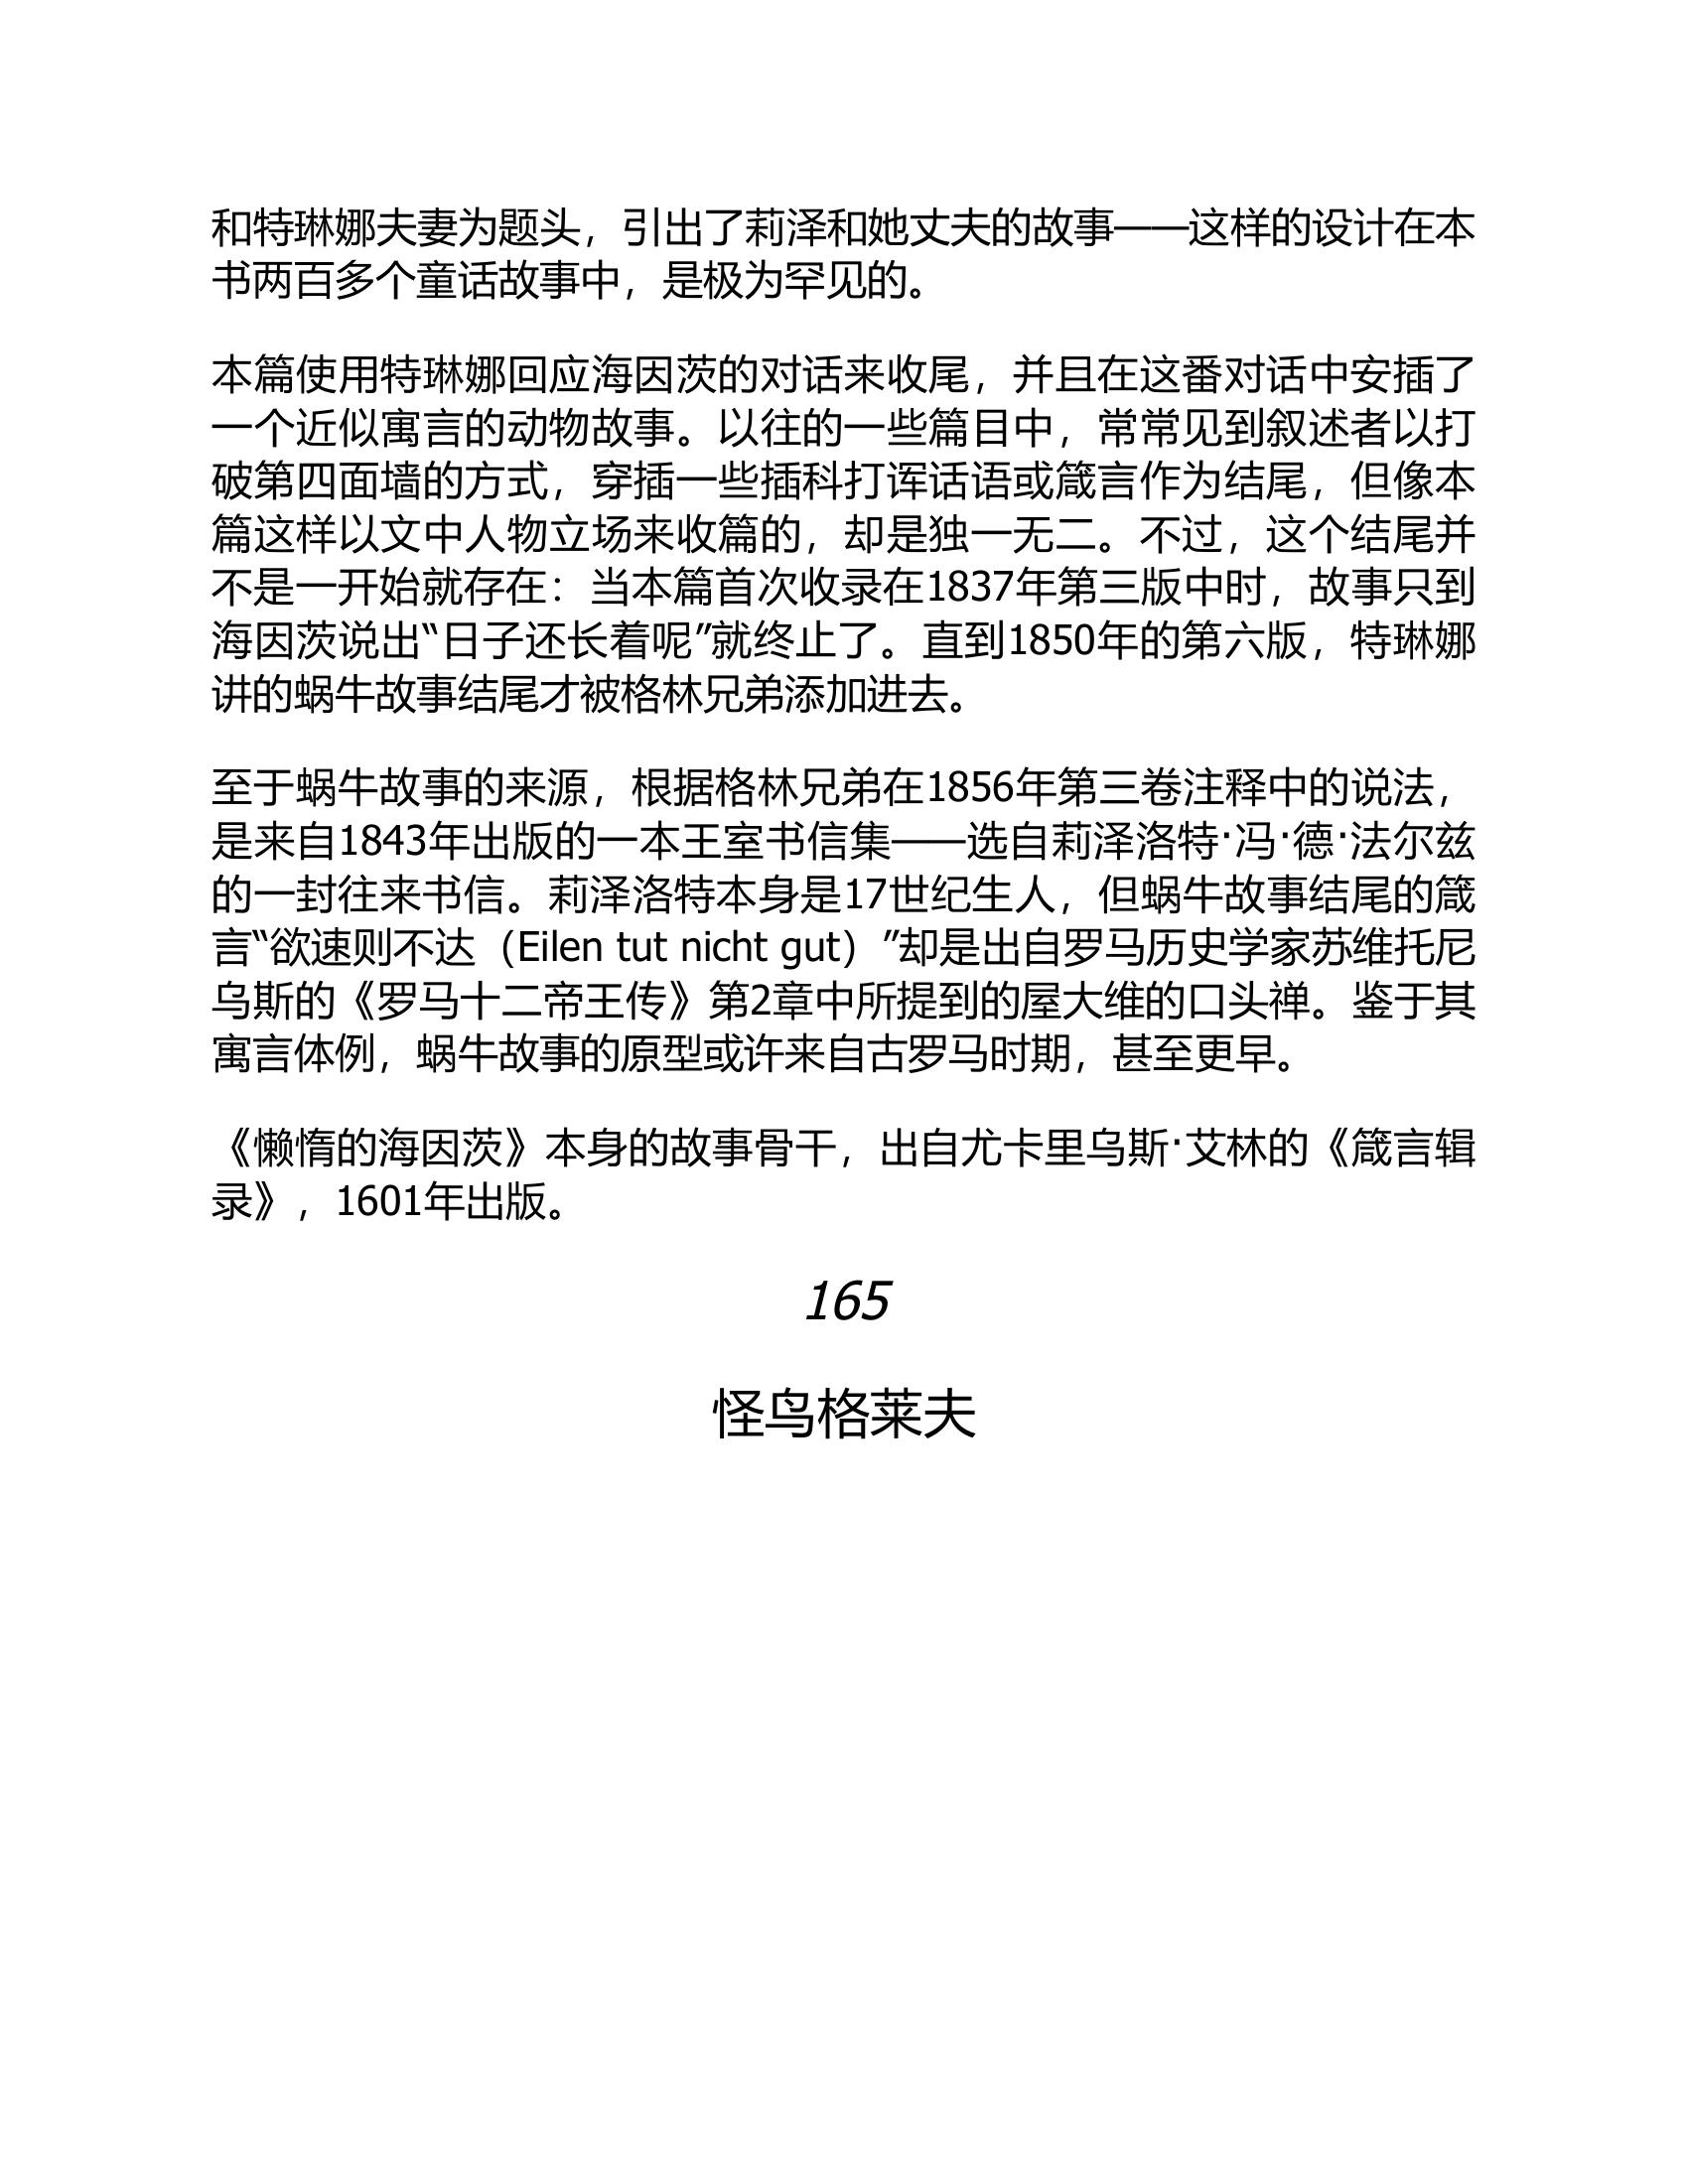 和特琳娜夫妻为题头，引出了莉泽和她丈夫的故事——这样的设计在本
书两百多个童话故事中，是极为罕见的。
本篇使用特琳娜回应海因茨的对话来收尾，并且在这番对话中安插了
一个近似寓言的动物故事。以往的一些篇目中，常常见到叙述者以打
破第四面墙的方式，穿插一些插科打诨话语或箴言作为结尾，但像本
篇这样以文中人物立场来收篇的，却是独一无二。不过，这个结尾并
不是一开始就存在：当本篇首次收录在1837年第三版中时，故事只到
海因茨说出“日子还长着呢”就终止了。直到1850年的第六版，特琳娜
讲的蜗牛故事结尾才被格林兄弟添加进去。
至于蜗牛故事的来源，根据格林兄弟在1856年第三卷注释中的说法，
是来自1843年出版的一本王室书信集——选自莉泽洛特·冯·德·法尔兹
的一封往来书信。莉泽洛特本身是17世纪生人，但蜗牛故事结尾的箴
言“欲速则不达（Eilen tut nicht gut）”却是出自罗马历史学家苏维托尼
乌斯的《罗马十二帝王传》第2章中所提到的屋大维的口头禅。鉴于其
寓言体例，蜗牛故事的原型或许来自古罗马时期，甚至更早。
《懒惰的海因茨》本身的故事骨干，出自尤卡里乌斯·艾林的《箴言辑
录》，1601年出版。
165
怪鸟格莱夫